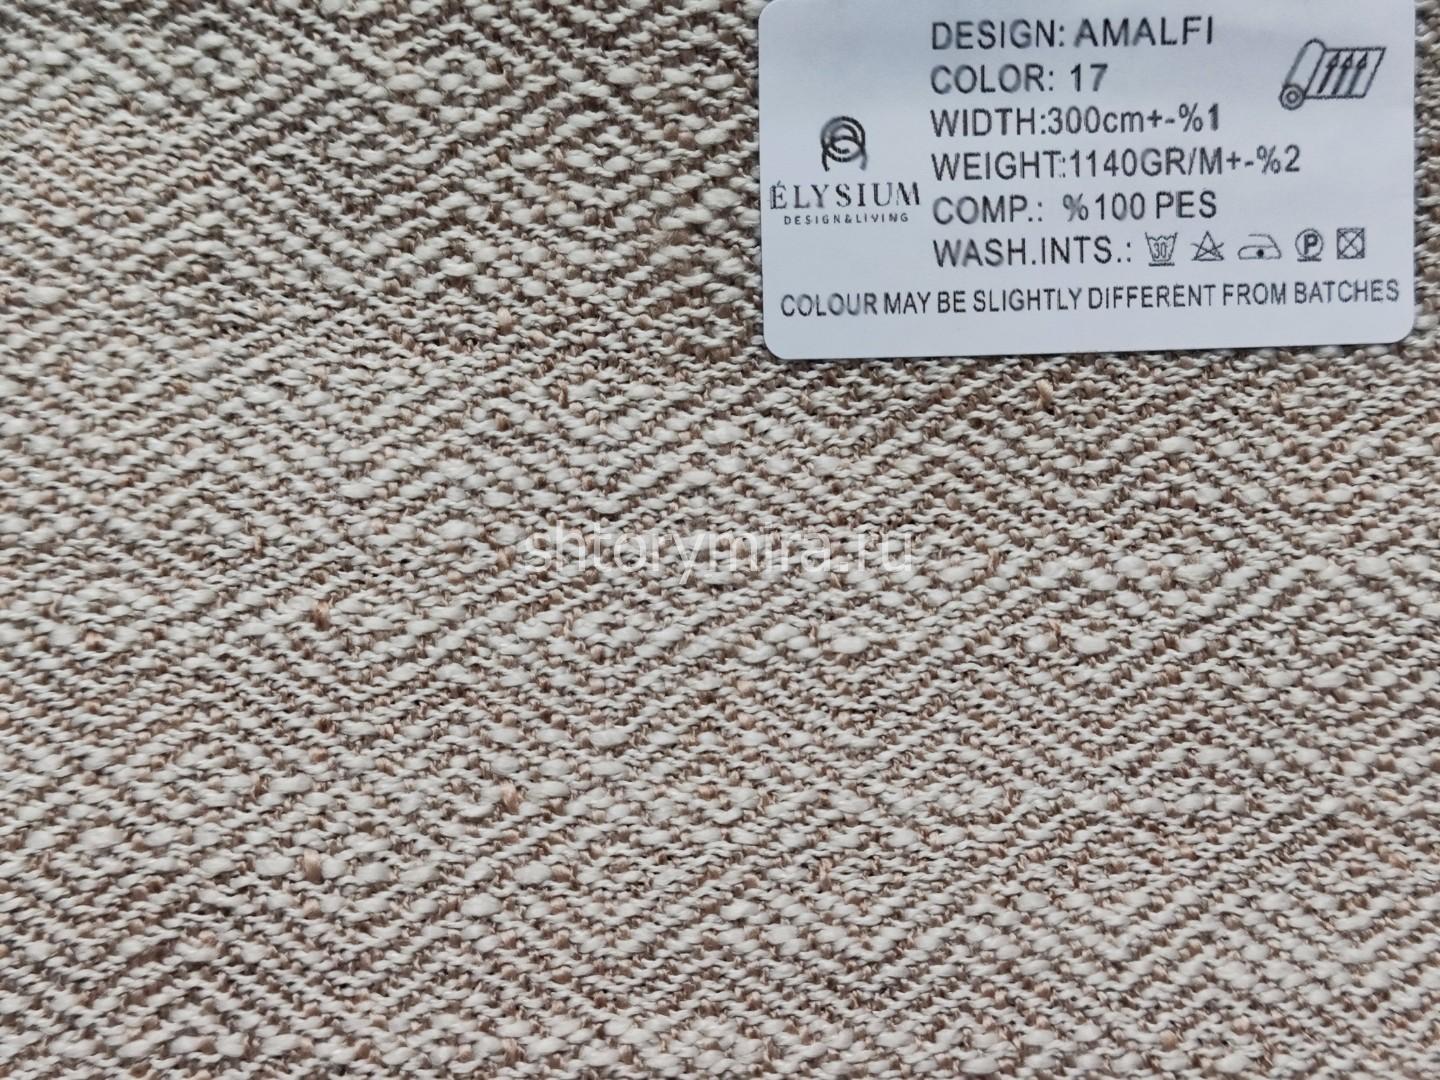 DESIGN: AMALFI
COLOR: 17
WIDTH:300cm+-%1
WEIGHT:1140GR/M+-%2
COMP.: %100 PES
WASH.INTS.: 30 P
ÉLYSIUM
DESIGN&LIVING
COLOUR MAY BE SLIGHTLY DIFFERENT FROM BATCHES
shtorymira.ru